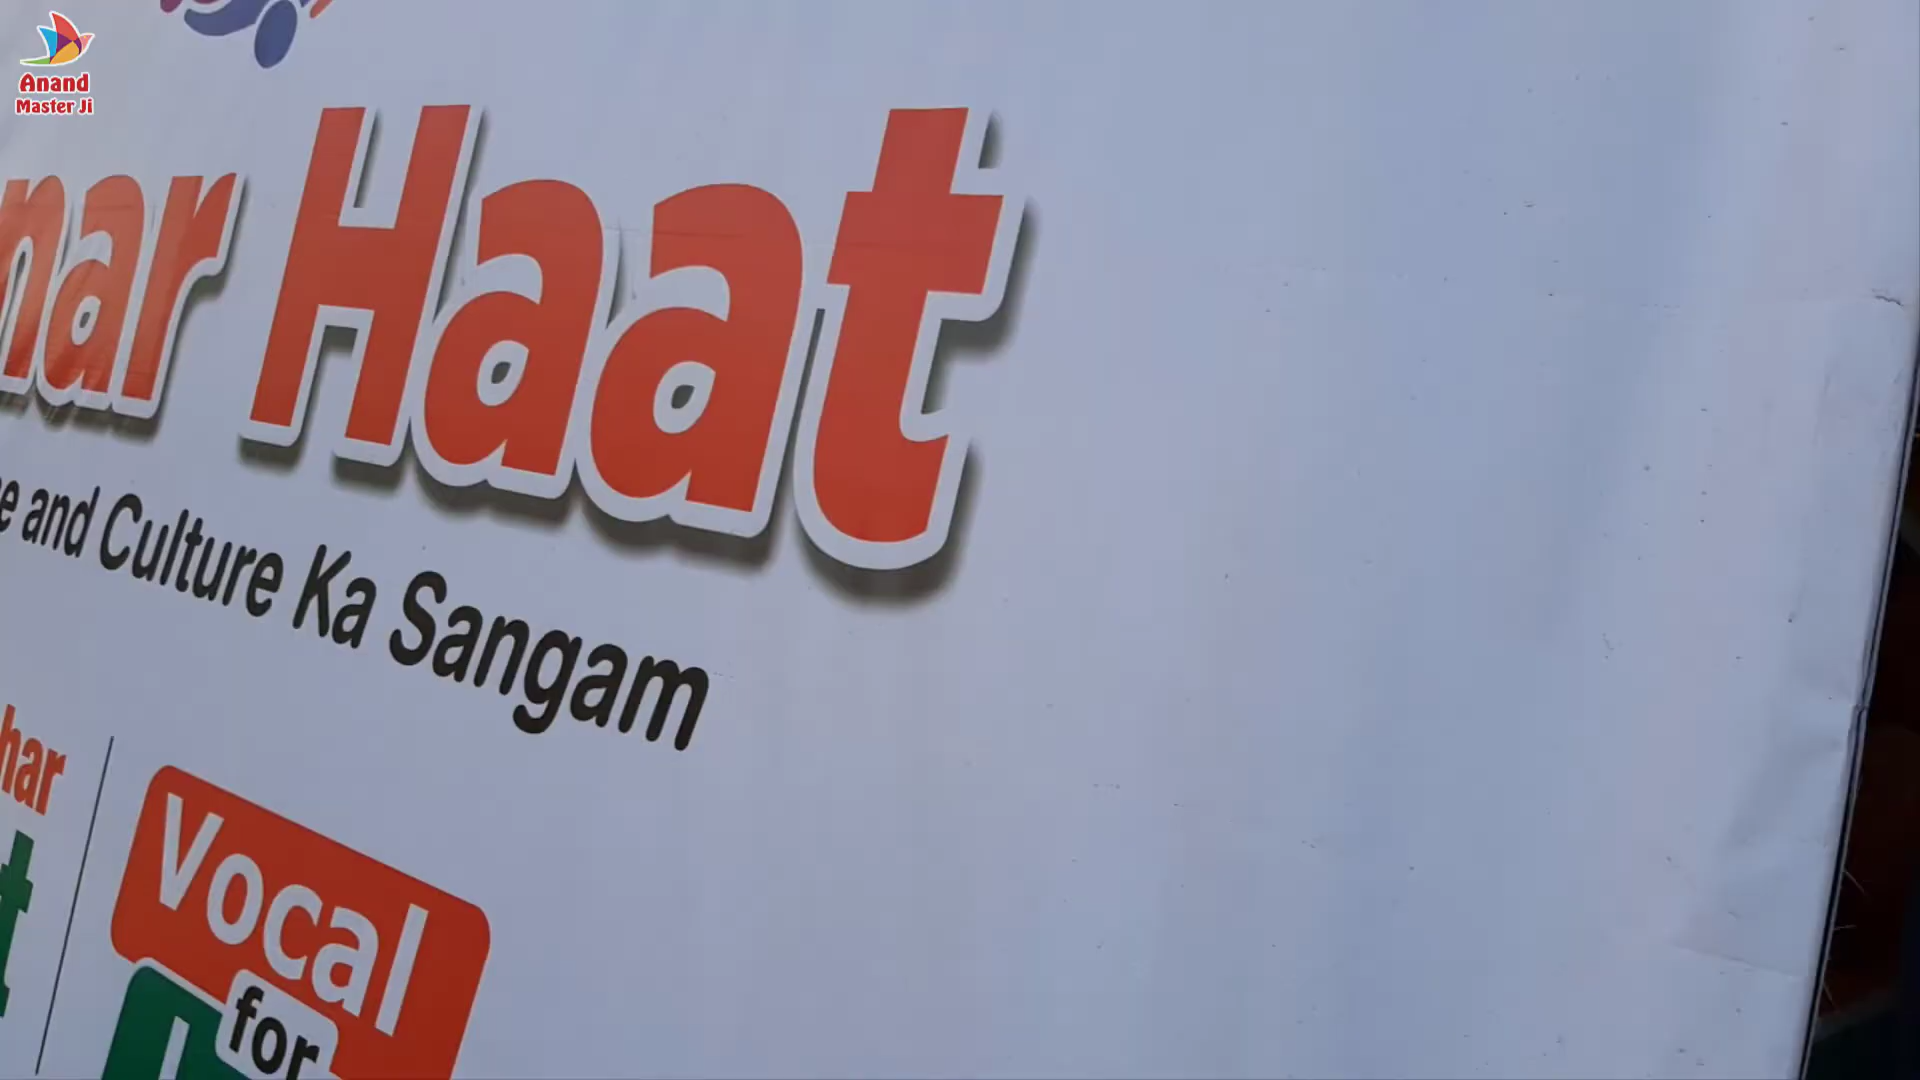 Anand
Master Ji
nar Haat
e and Culture Ka Sangam
har
t
Vocal
for